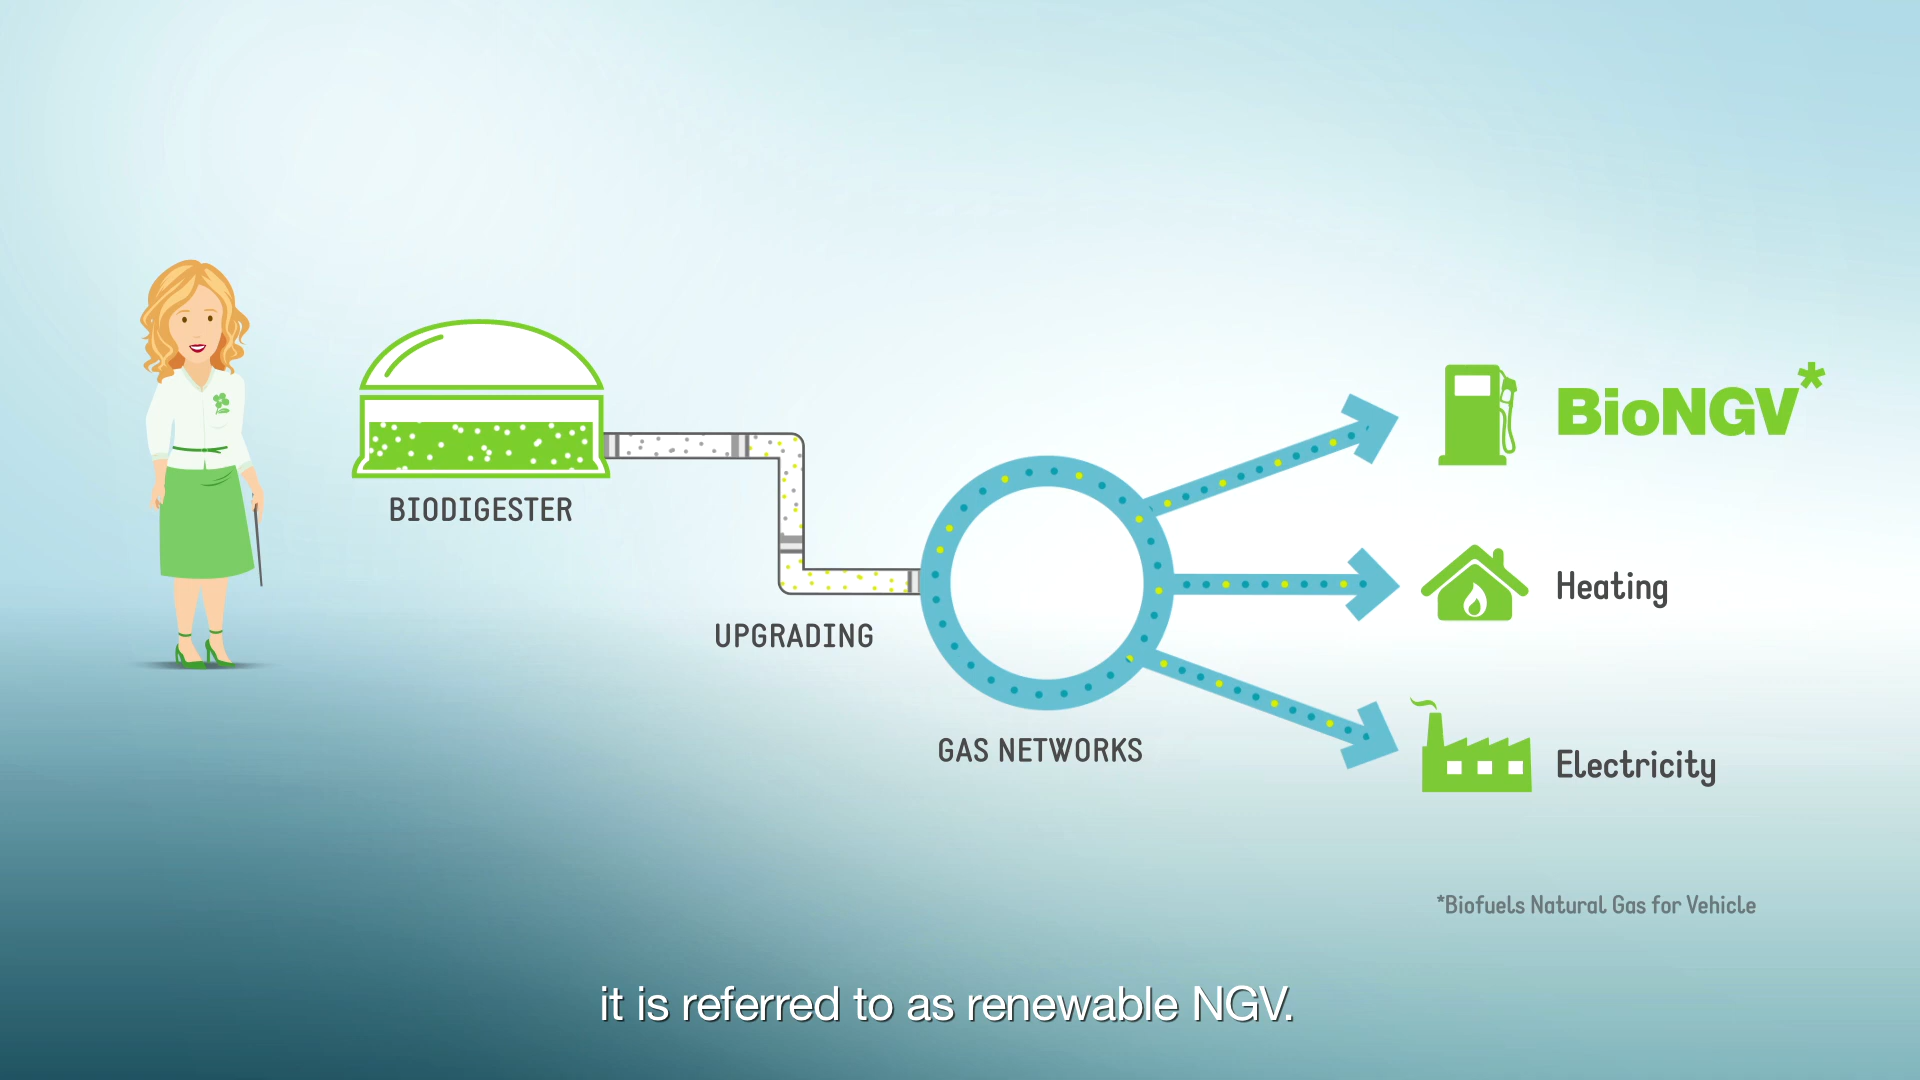 BioNGV*
BIODIGESTER
Heating
UPGRADING
GAS NETWORKS
Electricity
*Biofuels Natural Gas for Vehicle
it is referred to as renewable NGV.